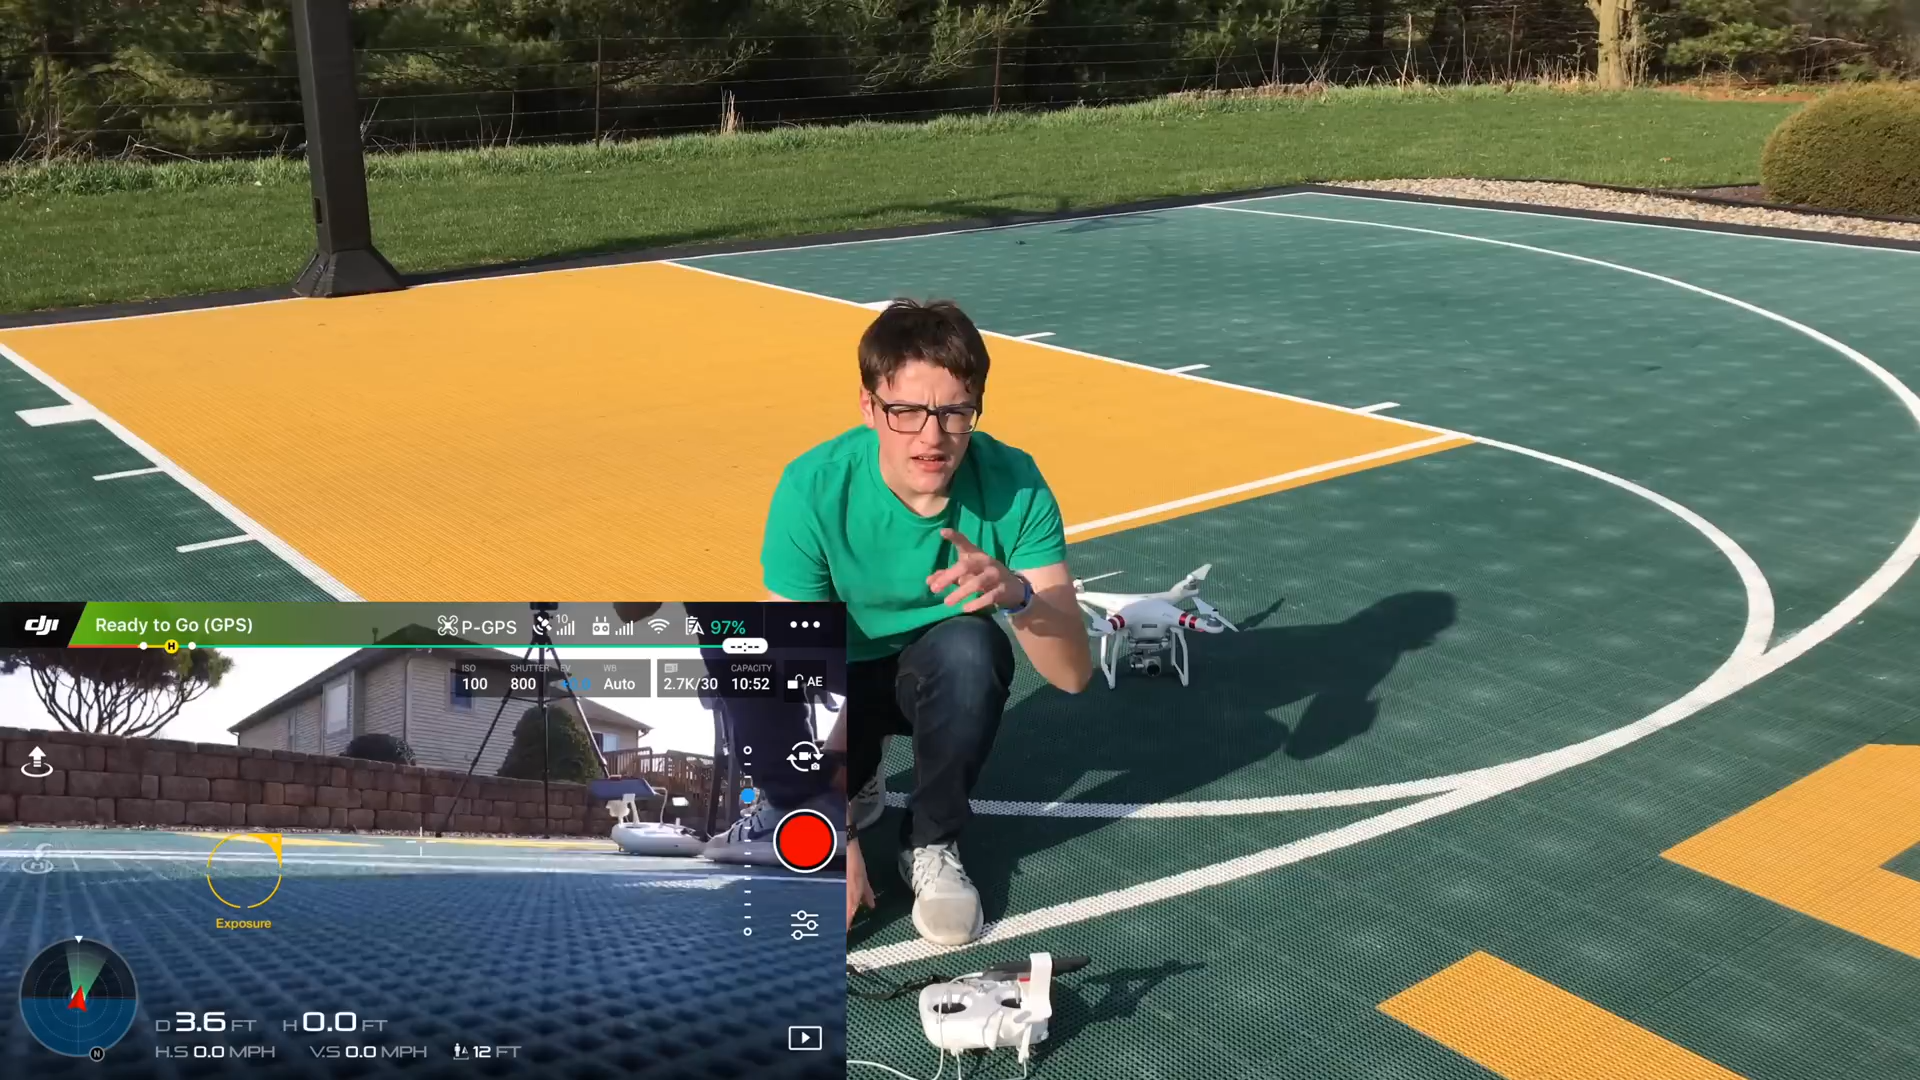 dji Ready to Go (GPS) P-GPS 10 97%
H --:--
ISO SHUTTER EV WB CAPACITY
100 800 Auto 2.7K/30 10:52 AE
Exposure
D 3.6 FT H 0.0 FT
H.S 0.0 MPH V.S 0.0 MPH 12 FT
N